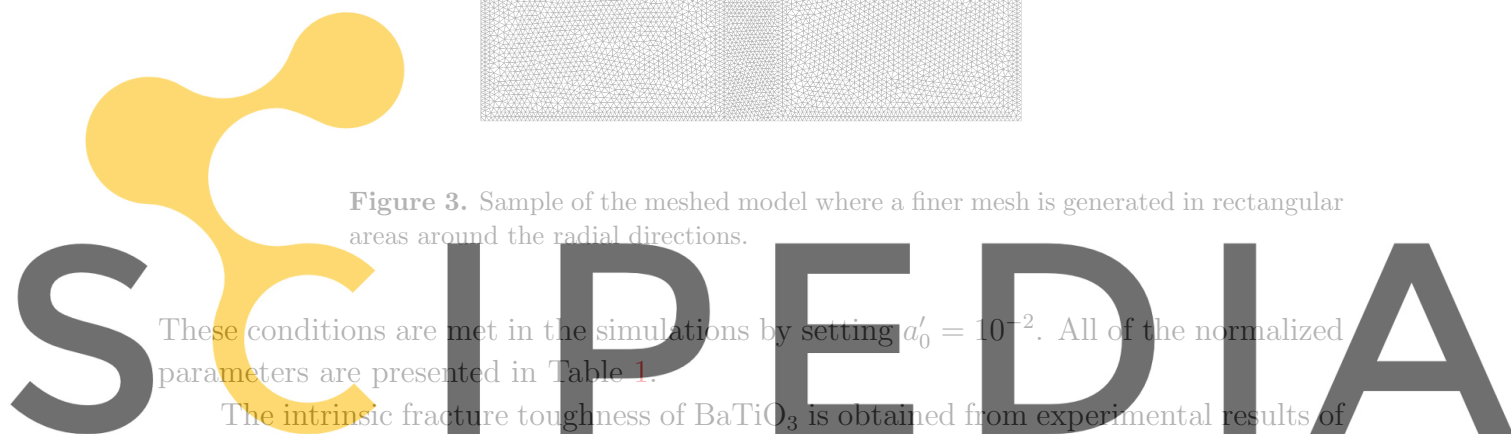 Figure 3. Sample of the meshed model where a finer mesh is generated in rectangular
areas around the radial directions.
SCIPEDIA
These conditions are met in the simulations by setting a′₀ = 10⁻². All of the normalized
parameters are presented in Table 1.
The intrinsic fracture toughness of BaTiO₃ is obtained from experimental results of